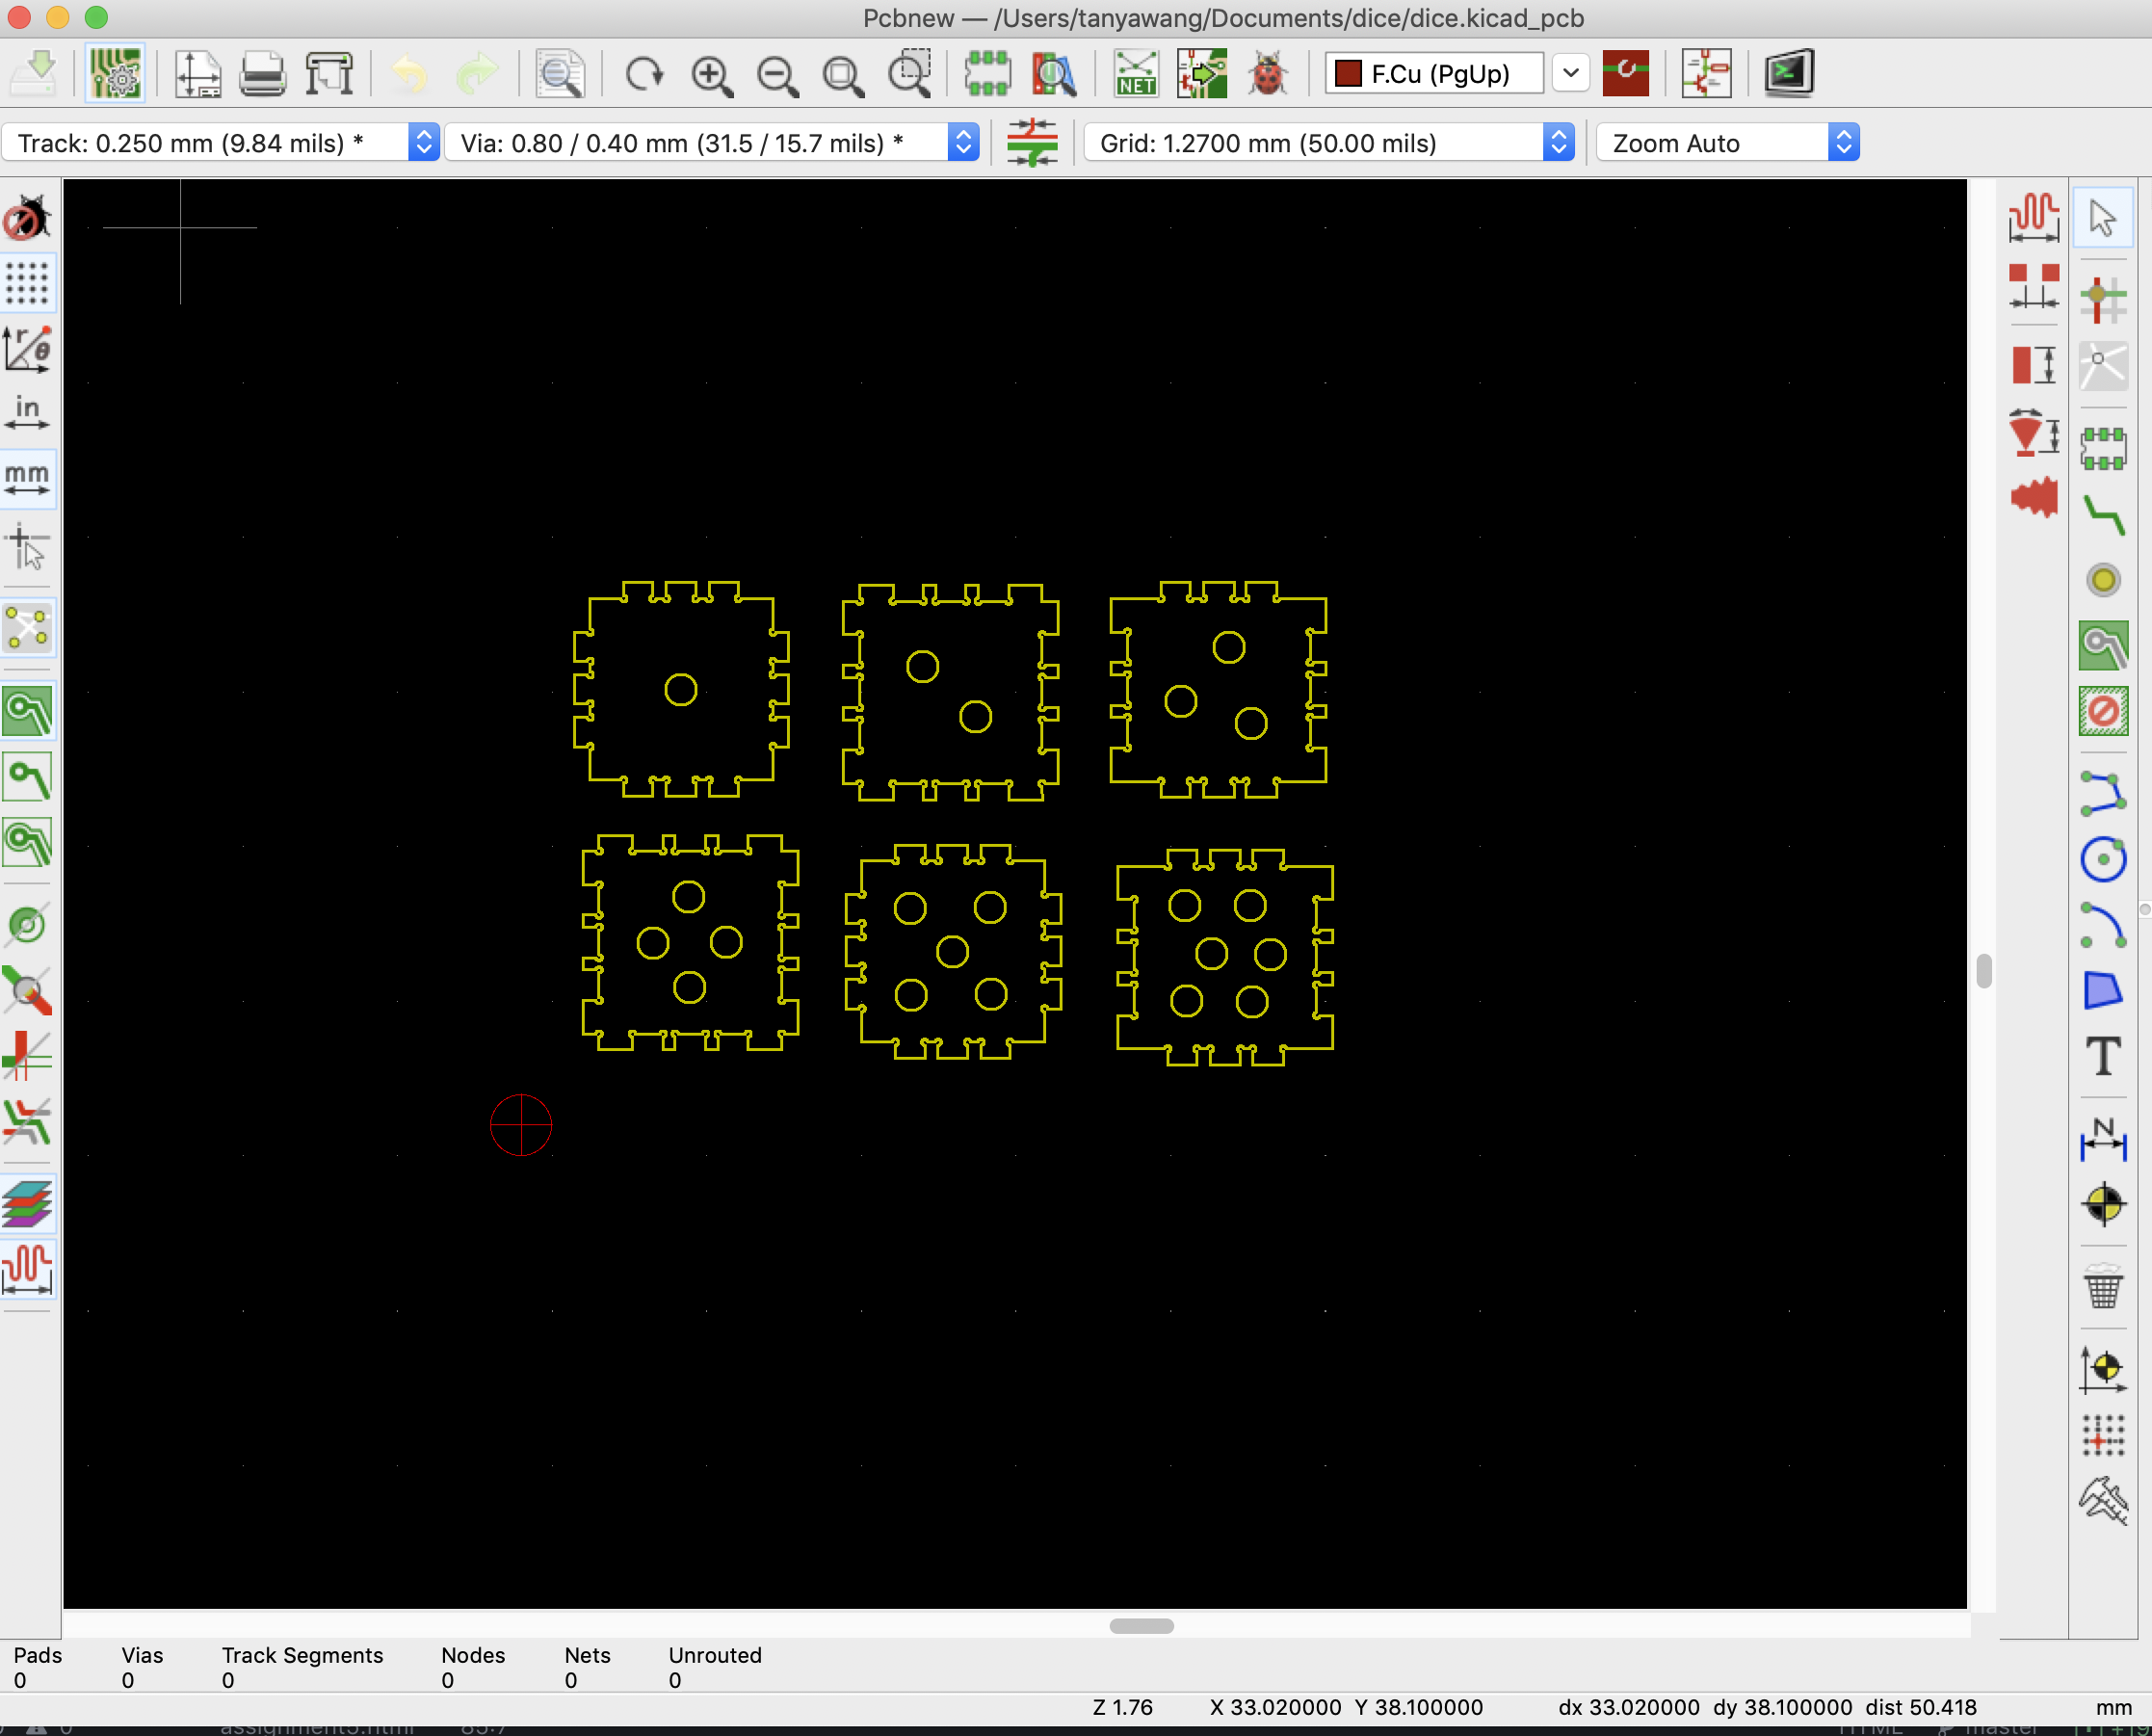 Pcbnew — /Users/tanyawang/Documents/dice/dice.kicad_pcb
NET
F.Cu (PgUp)
Track: 0.250 mm (9.84 mils) *
Via: 0.80 / 0.40 mm (31.5 / 15.7 mils) *
Grid: 1.2700 mm (50.00 mils)
Zoom Auto
r θ
in
mm
T
N
Pads Vias Track Segments Nodes Nets Unrouted
0 0 0 0 0 0
Z 1.76 X 33.020000 Y 38.100000 dx 33.020000 dy 38.100000 dist 50.418 mm